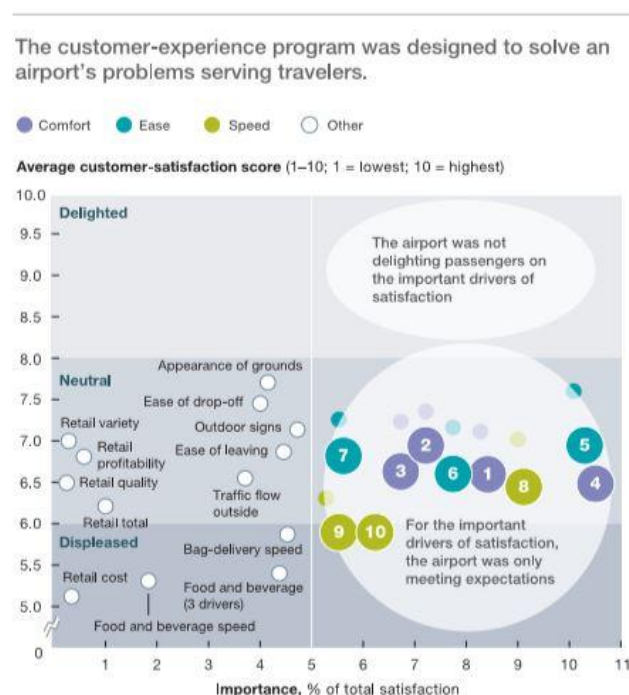 The customer-experience program was designed to solve an
airport's problems serving travelers.
Comfort Ease Speed Other
Average customer-satisfaction score (1–10; 1 = lowest; 10 = highest)
10.0
Delighted
9.5
9.0
8.5
8.0
The airport was not
delighting passengers on
the important drivers of
satisfaction
Neutral
7.5
7.0
6.5
6.0
Appearance of grounds
Ease of drop-off
Retail variety
Outdoor signs
Retail
profitability
Ease of leaving
Retail quality
Traffic flow
outside
Retail total
7
3
2
6
1
8
5
4
9
10
Displeased
5.5
5.0
0
Bag-delivery speed
Retail cost
Food and beverage
(3 drivers)
Food and beverage speed
For the important
drivers of satisfaction,
the airport was only
meeting expectations
1 2 3 4 5 6 7 8 9 10 11
Importance, % of total satisfaction